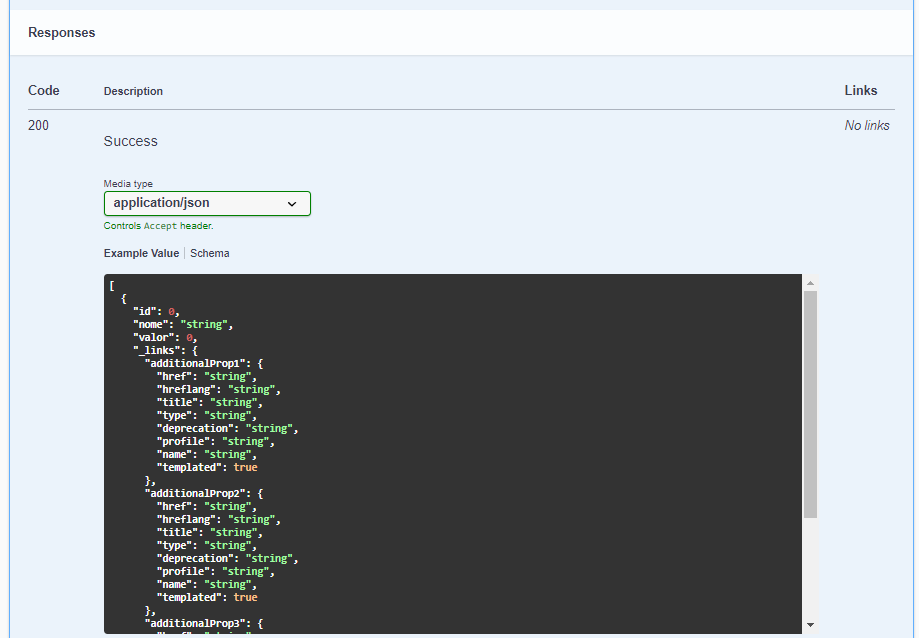 Responses
Code Description Links
200 Success No links
Media type
application/json
Controls Accept header.
Example Value Schema
[
  {
    "id": 0,
    "nome": "string",
    "valor": 0,
    "_links": {
      "additionalProp1": {
        "href": "string",
        "hreflang": "string",
        "title": "string",
        "type": "string",
        "deprecation": "string",
        "profile": "string",
        "name": "string",
        "templated": true
      },
      "additionalProp2": {
        "href": "string",
        "hreflang": "string",
        "title": "string",
        "type": "string",
        "deprecation": "string",
        "profile": "string",
        "name": "string",
        "templated": true
      },
      "additionalProp3": {